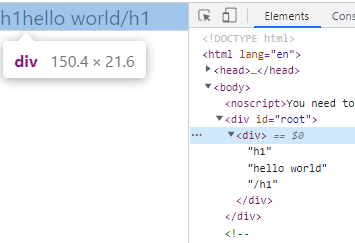 h1hello world/h1
div 150.4 × 21.6
Elements
Cons
<!DOCTYPE html>
<html lang="en">
<head>…</head>
<body>
<noscript>You need to
<div id="root">
… <div> == $0
"h1"
"hello world"
"/h1"
</div>
</div>
<!--